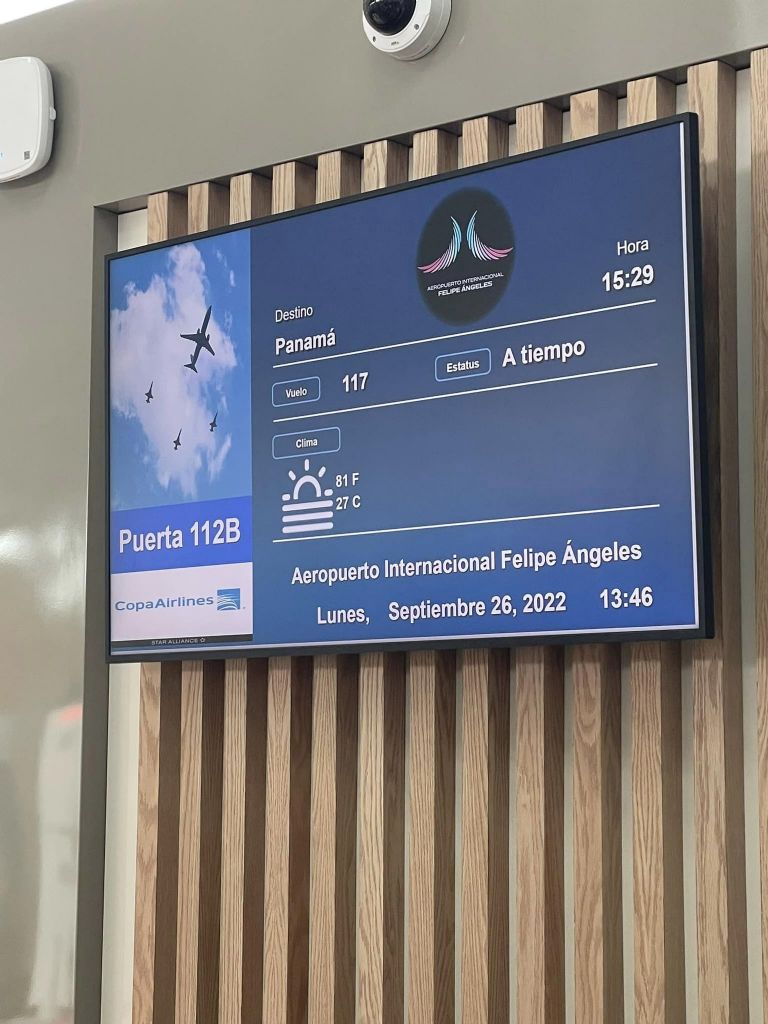 AEROPUERTO INTERNACIONAL
FELIPE ÁNGELES
Hora
15:29
Destino
Panamá
Vuelo 117 Estatus A tiempo
Clima
81 F
27 C
Puerta 112B
CopaAirlines
STAR ALLIANCE
Aeropuerto Internacional Felipe Ángeles
Lunes, Septiembre 26, 2022 13:46